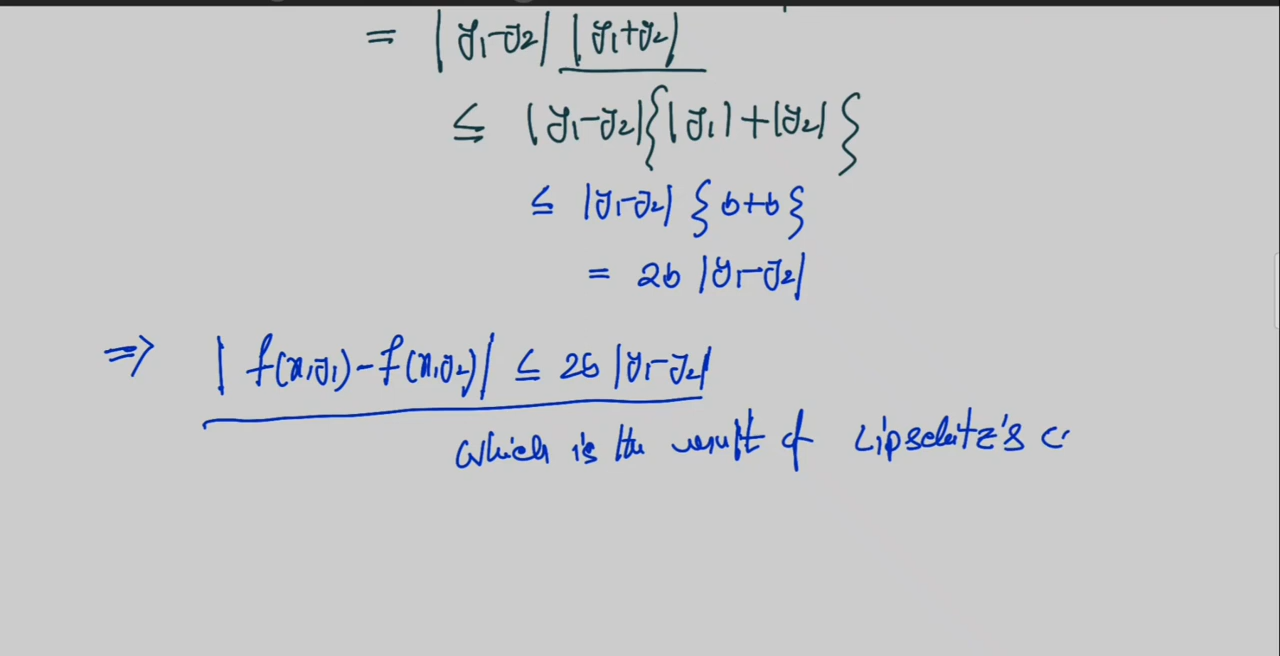 = |y₁-y₂| |y₁+y₂|
≤ |y₁-y₂|{|y₁|+|y₂|}
≤ |y₁-y₂| {b+b}
= 2b |y₁-y₂|
⇒ |f(x,y₁)-f(x,y₂)| ≤ 2b |y₁-y₂|
which is the result of Lipschitz's c